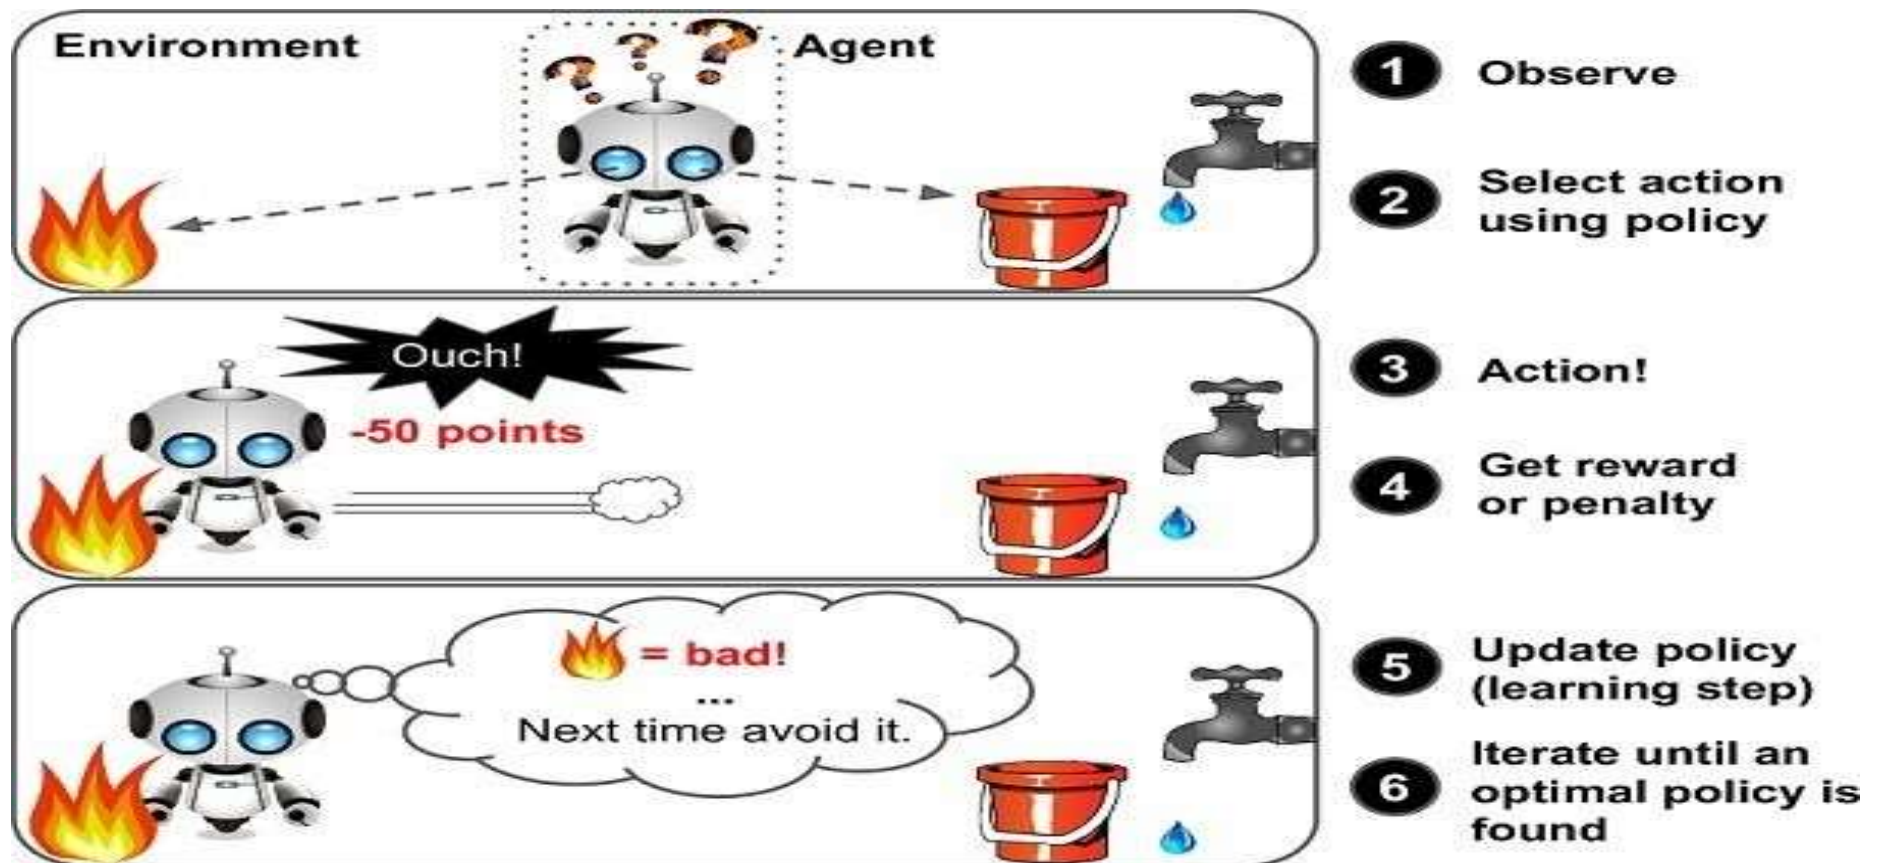 Environment
Agent
1 Observe
2 Select action
using policy
Ouch!
-50 points
3 Action!
4 Get reward
or penalty
= bad!
...
Next time avoid it.
5 Update policy
(learning step)
6 Iterate until an
optimal policy is
found